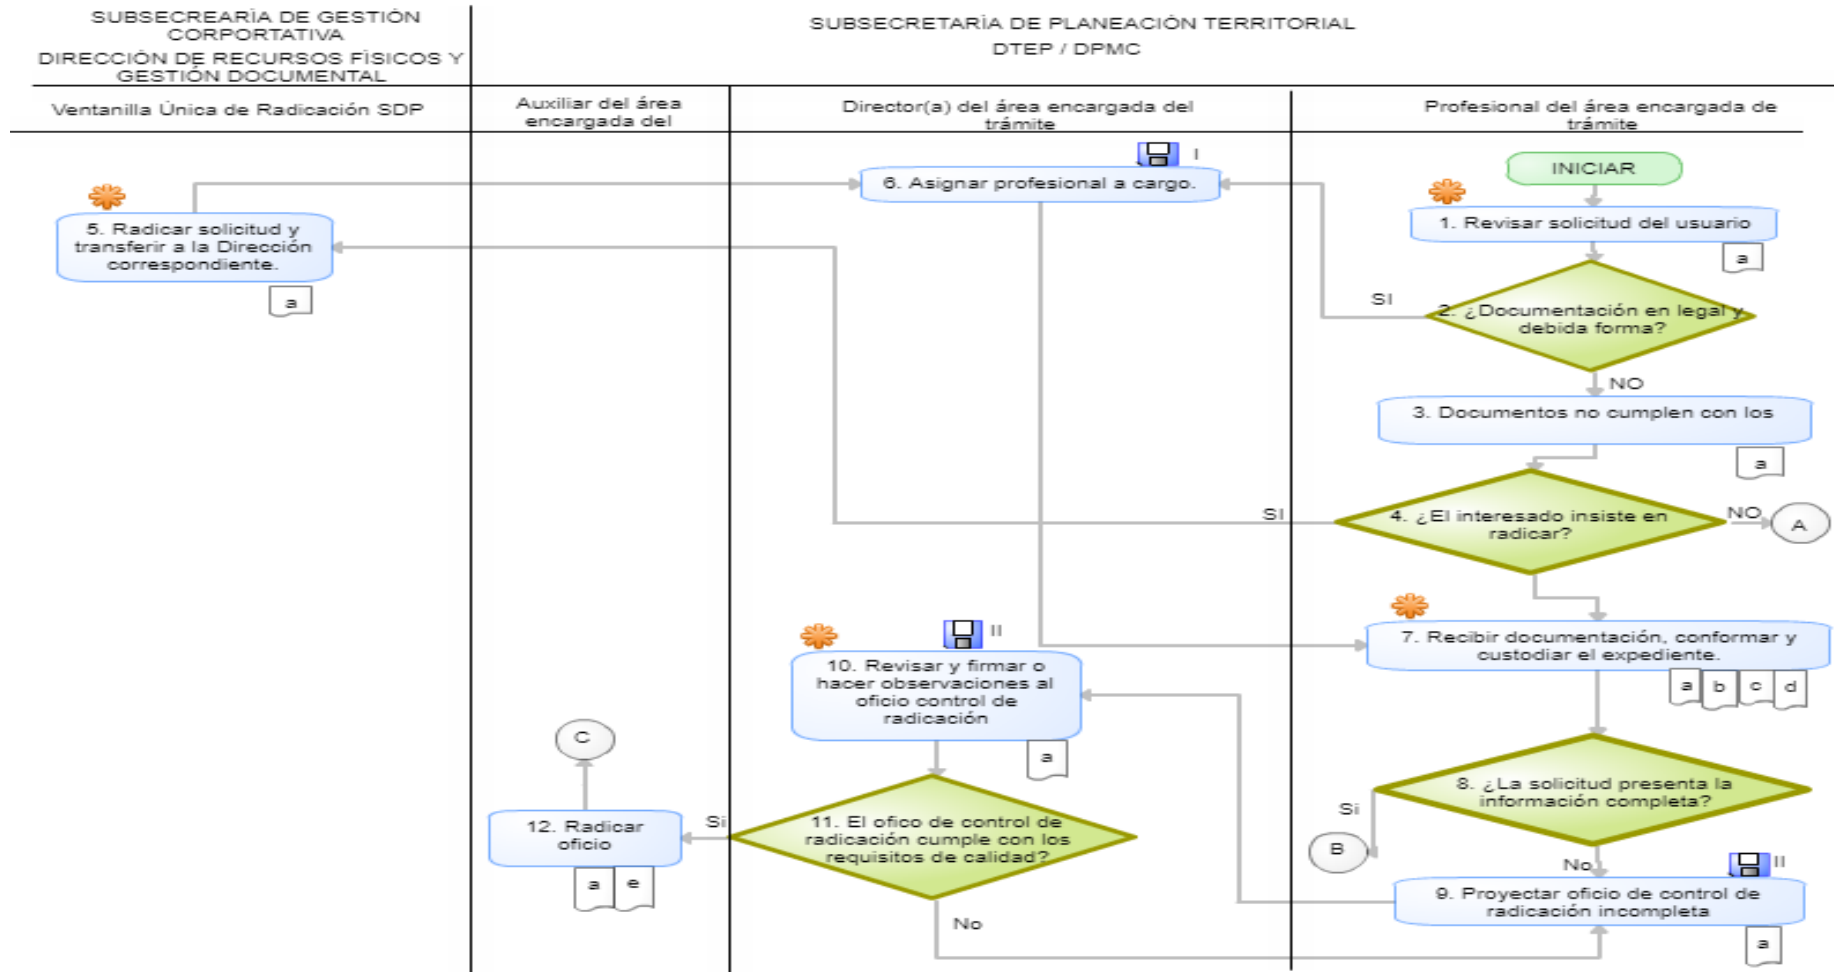 SUBSECREARÍA DE GESTIÓN
CORPORTATIVA
DIRECCIÓN DE RECURSOS FÍSICOS Y
GESTIÓN DOCUMENTAL
SUBSECRETARÍA DE PLANEACIÓN TERRITORIAL
DTEP / DPMC
Ventanilla Única de Radicación SDP
Auxiliar del área
encargada del
Director(a) del área encargada del
trámite
Profesional del área encargada de
trámite
INICIAR
1. Revisar solicitud del usuario
a
2. ¿Documentación en legal y
debida forma?
SI
NO
3. Documentos no cumplen con los
a
4. ¿El interesado insiste en
radicar?
SI
NO
A
5. Radicar solicitud y
transferir a la Dirección
correspondiente.
a
I
6. Asignar profesional a cargo.
7. Recibir documentación, conformar y
custodiar el expediente.
a
b
c
d
8. ¿La solicitud presenta la
información completa?
Si
B
No
II
9. Proyectar oficio de control de
radicación incompleta
a
II
10. Revisar y firmar o
hacer observaciones al
oficio control de
radicación
a
11. El ofico de control de
radicación cumple con los
requisitos de calidad?
Si
No
12. Radicar
oficio
a
e
C